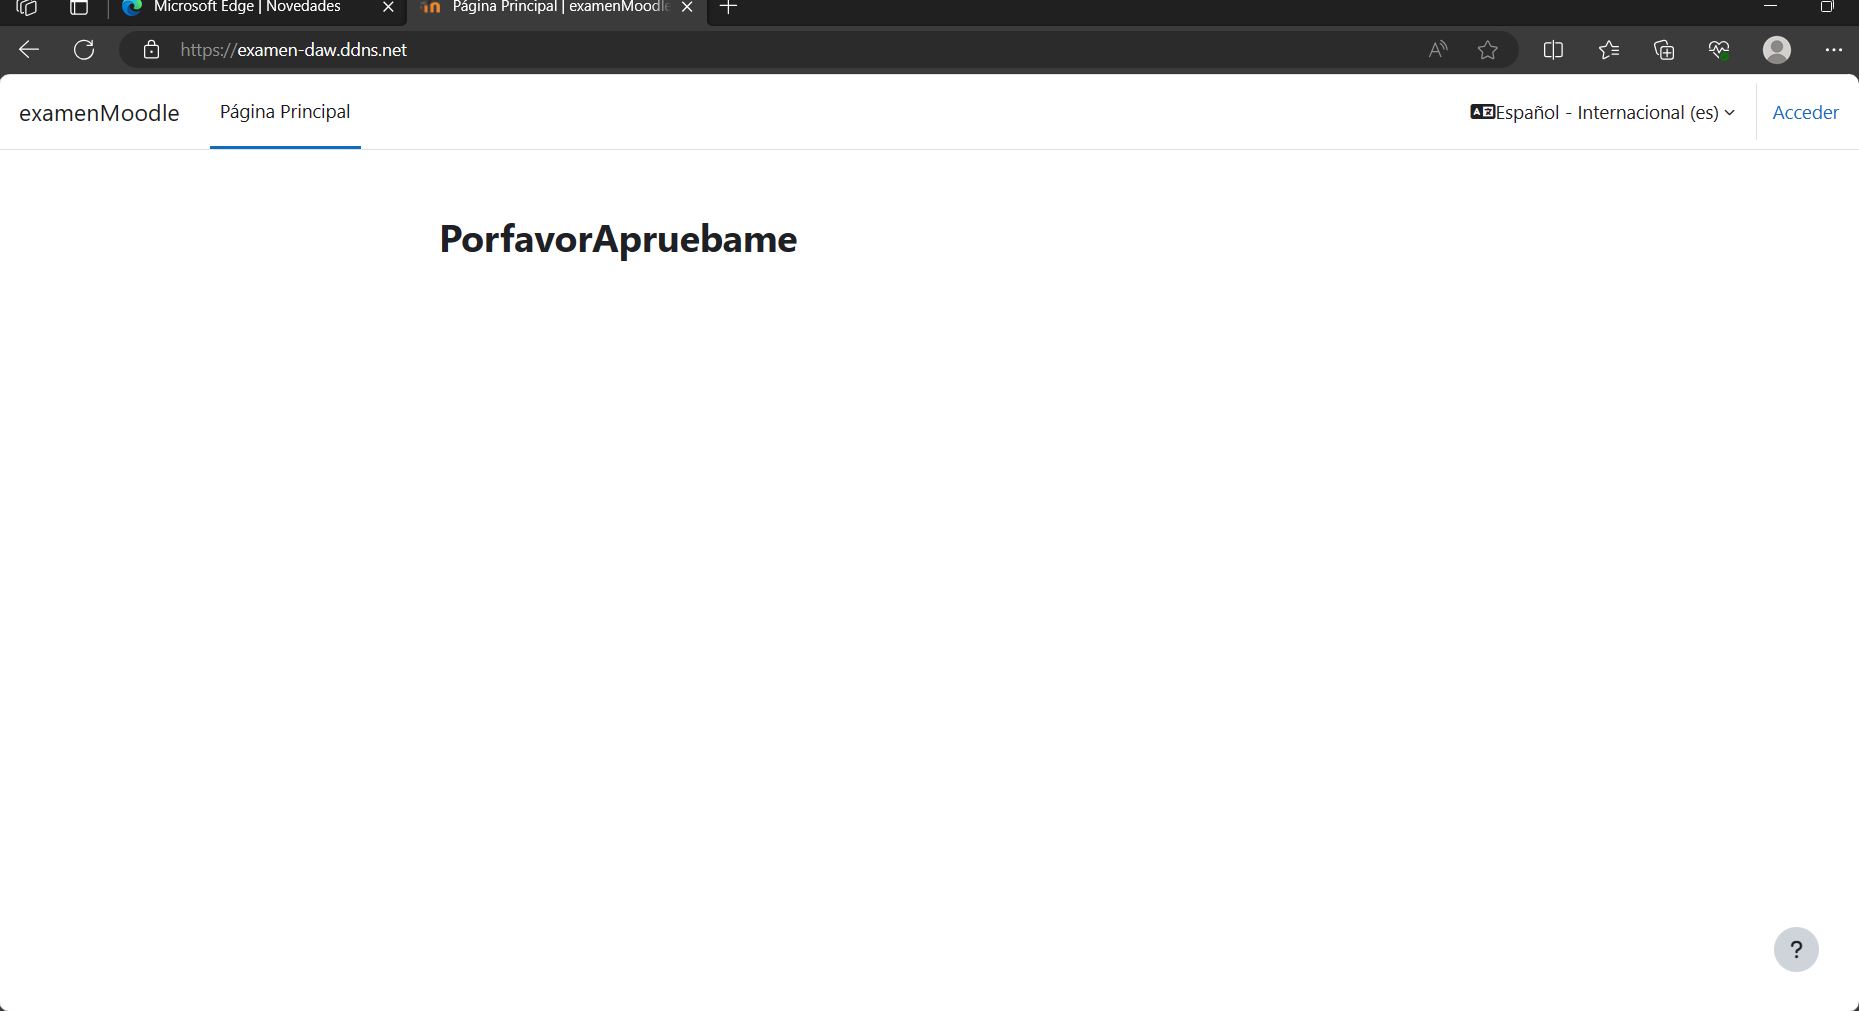 Microsoft Edge | Novedades
Página Principal | examenMoodle
https://examen-daw.ddns.net
examenMoodle
Página Principal
Español - Internacional (es)
Acceder
PorfavorApruebame
?